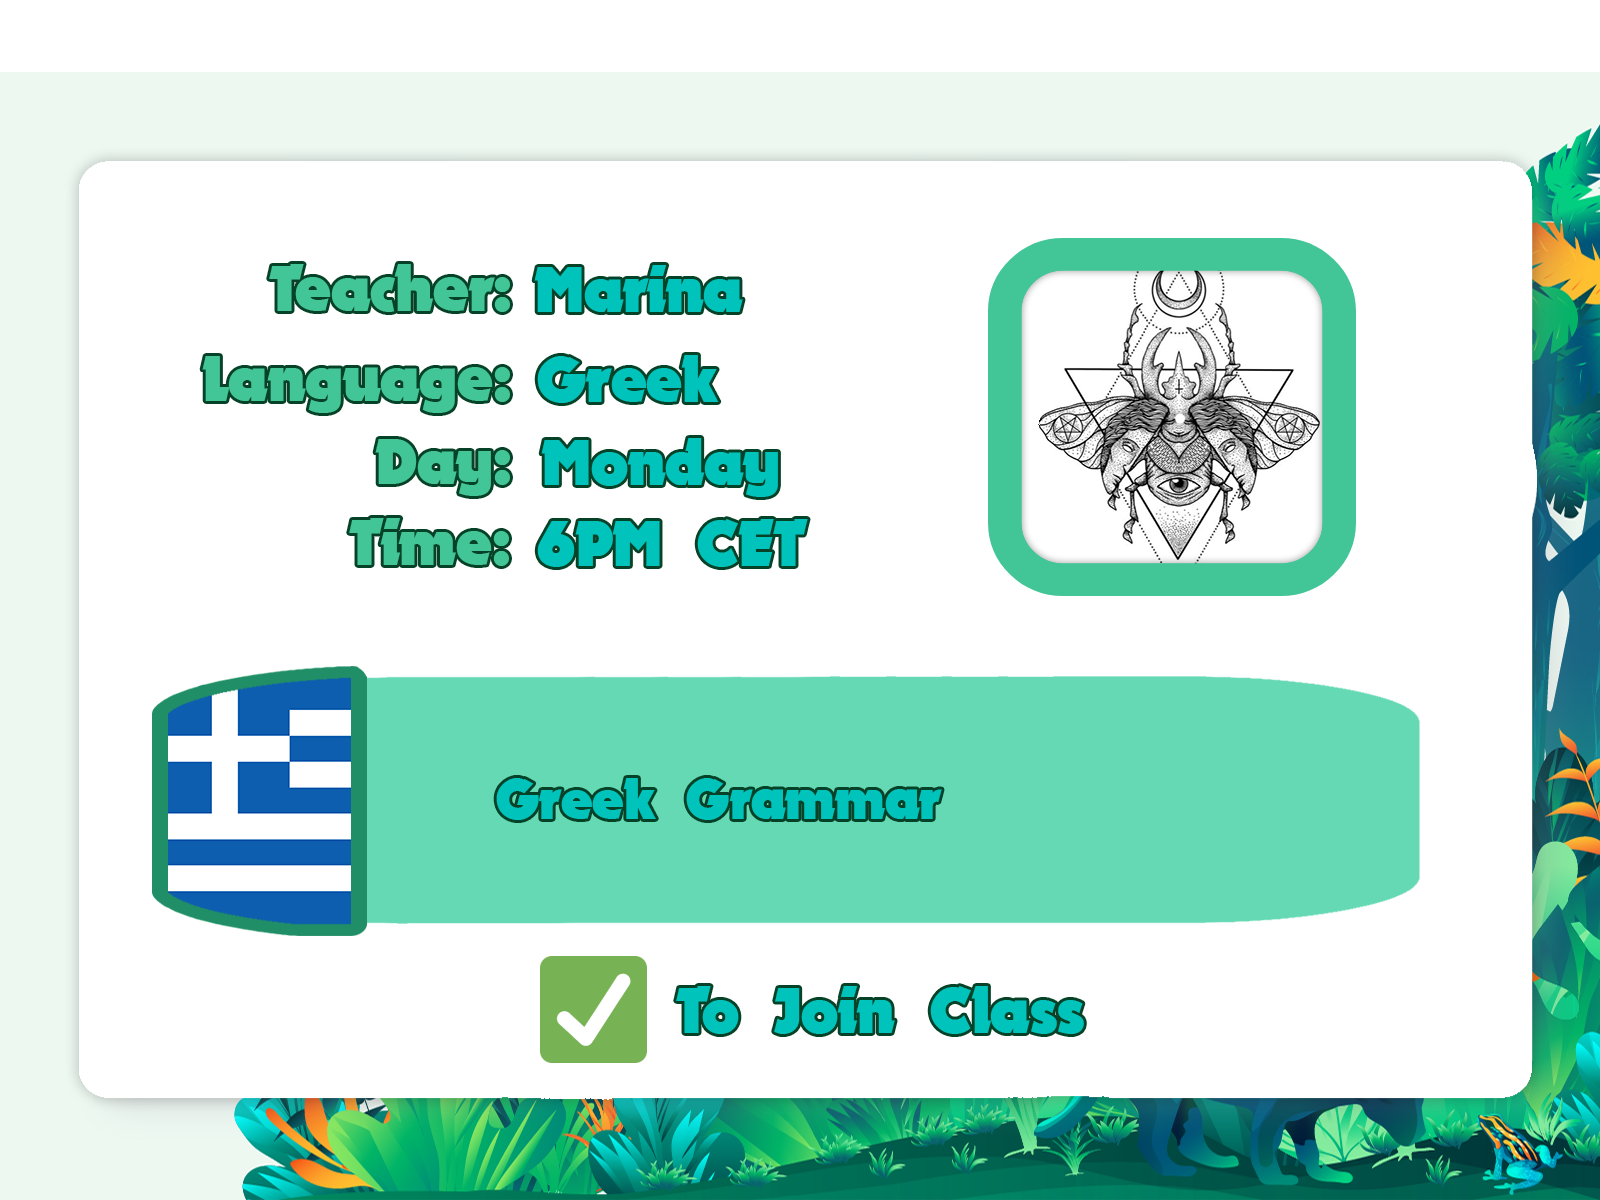 Teacher: Marina
Language: Greek
Day: Monday
Time: 6PM CET
Greek Grammar
To Join Class